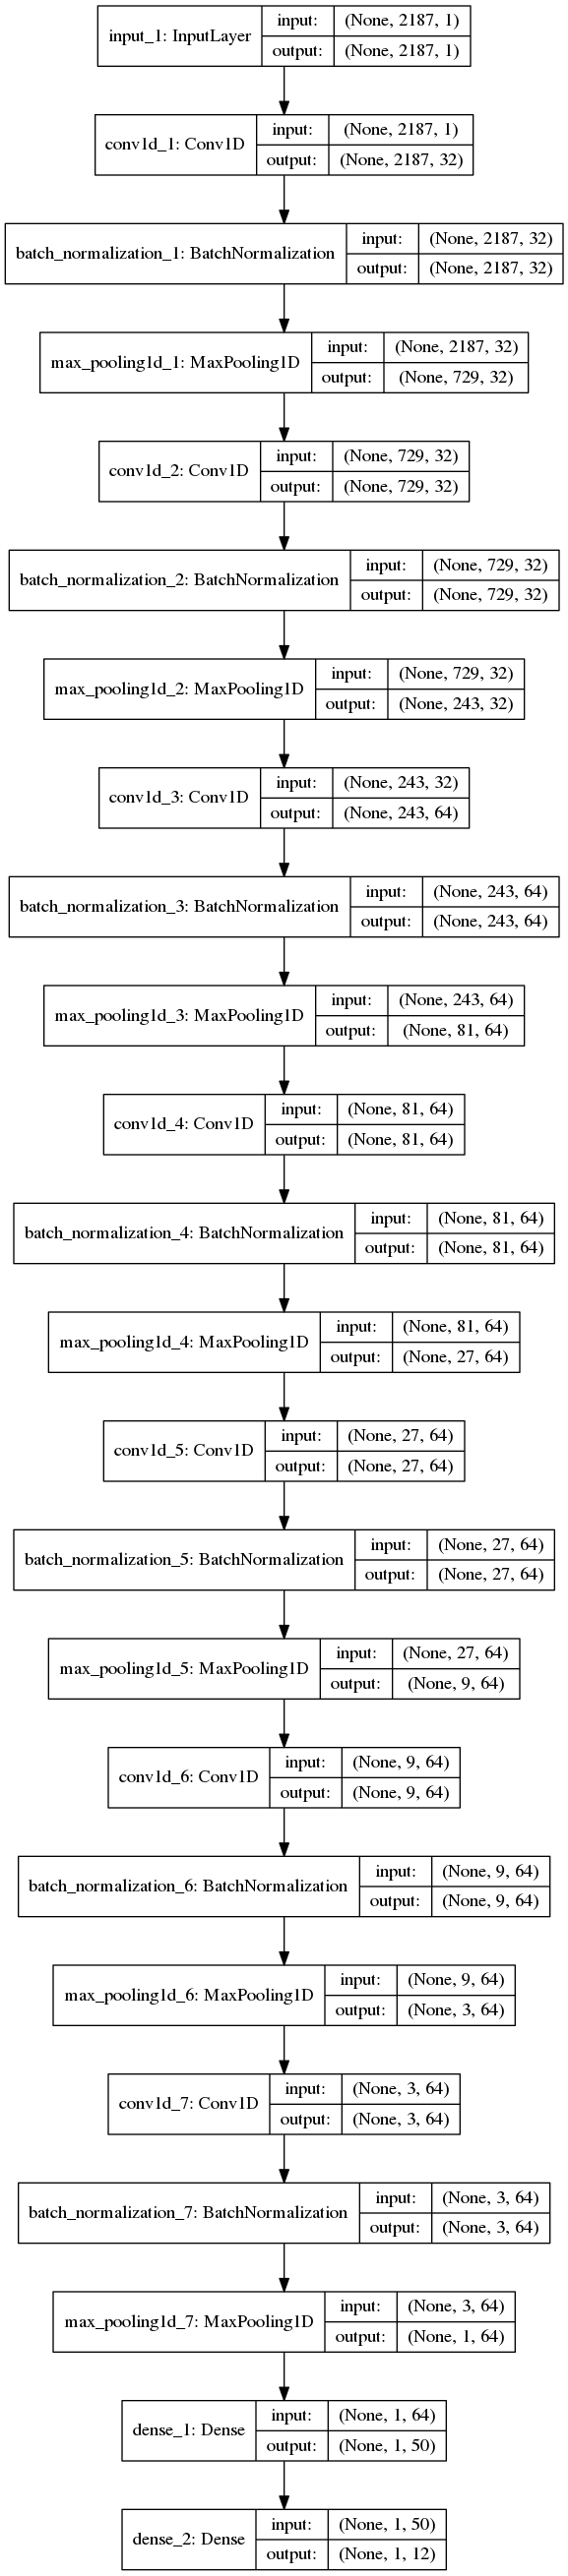 input_1: InputLayer
input: (None, 2187, 1)
output: (None, 2187, 1)
conv1d_1: Conv1D
input: (None, 2187, 1)
output: (None, 2187, 32)
batch_normalization_1: BatchNormalization
input: (None, 2187, 32)
output: (None, 2187, 32)
max_pooling1d_1: MaxPooling1D
input: (None, 2187, 32)
output: (None, 729, 32)
conv1d_2: Conv1D
input: (None, 729, 32)
output: (None, 729, 32)
batch_normalization_2: BatchNormalization
input: (None, 729, 32)
output: (None, 729, 32)
max_pooling1d_2: MaxPooling1D
input: (None, 729, 32)
output: (None, 243, 32)
conv1d_3: Conv1D
input: (None, 243, 32)
output: (None, 243, 64)
batch_normalization_3: BatchNormalization
input: (None, 243, 64)
output: (None, 243, 64)
max_pooling1d_3: MaxPooling1D
input: (None, 243, 64)
output: (None, 81, 64)
conv1d_4: Conv1D
input: (None, 81, 64)
output: (None, 81, 64)
batch_normalization_4: BatchNormalization
input: (None, 81, 64)
output: (None, 81, 64)
max_pooling1d_4: MaxPooling1D
input: (None, 81, 64)
output: (None, 27, 64)
conv1d_5: Conv1D
input: (None, 27, 64)
output: (None, 27, 64)
batch_normalization_5: BatchNormalization
input: (None, 27, 64)
output: (None, 27, 64)
max_pooling1d_5: MaxPooling1D
input: (None, 27, 64)
output: (None, 9, 64)
conv1d_6: Conv1D
input: (None, 9, 64)
output: (None, 9, 64)
batch_normalization_6: BatchNormalization
input: (None, 9, 64)
output: (None, 9, 64)
max_pooling1d_6: MaxPooling1D
input: (None, 9, 64)
output: (None, 3, 64)
conv1d_7: Conv1D
input: (None, 3, 64)
output: (None, 3, 64)
batch_normalization_7: BatchNormalization
input: (None, 3, 64)
output: (None, 3, 64)
max_pooling1d_7: MaxPooling1D
input: (None, 3, 64)
output: (None, 1, 64)
dense_1: Dense
input: (None, 1, 64)
output: (None, 1, 50)
dense_2: Dense
input: (None, 1, 50)
output: (None, 1, 12)